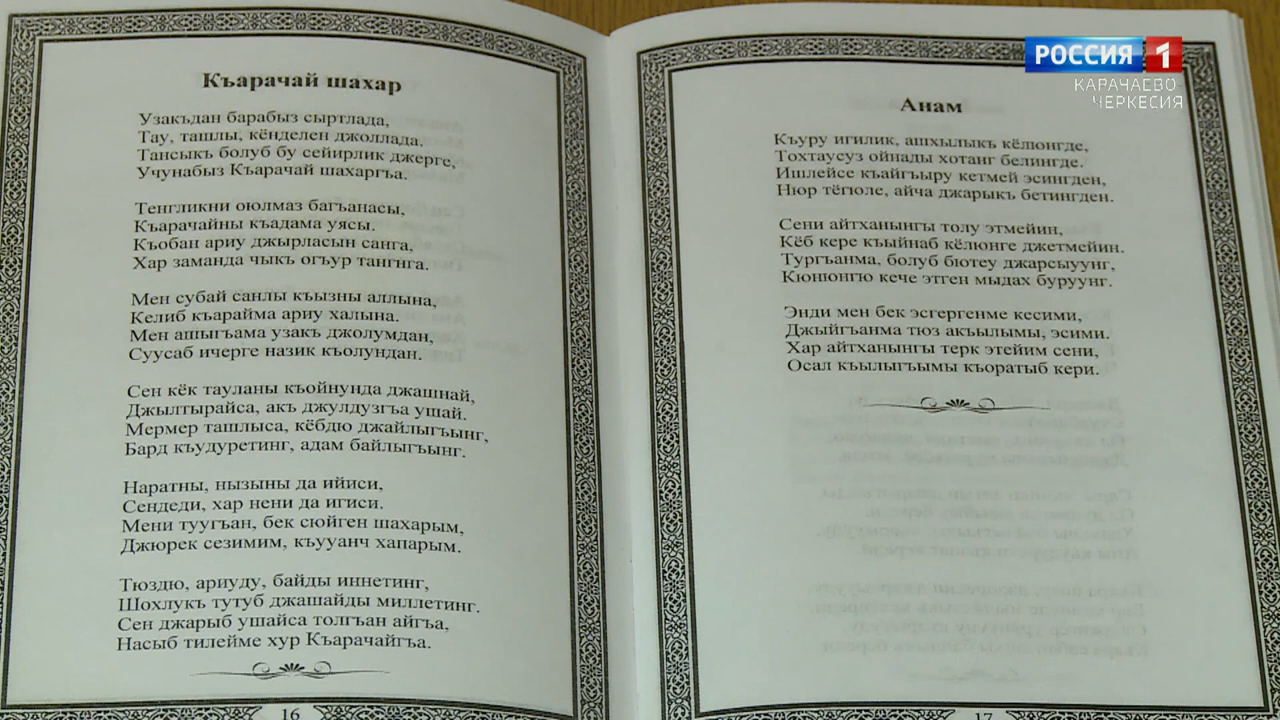 Къарачай шахар
Узакъдан барабыз сыртлада,
Тау, ташлы, кёнделен джоллада.
Тансыкъ болуб бу сейирлик джерге,
Учунабыз Къарачай шахаргъа.
Тенгликни оюлмаз багъанасы,
Къарачайны къадама уясы.
Къобан ариу джырласын санга,
Хар заманда чыкъ огъур тангнга.
Мен субай санлы къызны аллына,
Келиб къарайма ариу халына.
Мен ашыгъама узакъ джолумдан,
Суусаб ичерге назик къолундан.
Сен кёк тауланы къойнунда джашнай,
Джылтырайса, акъ джулдузгъа ушай.
Мермер ташлыса, кёбдю джайлыгъынг,
Бард къудуретинг, адам байлыгъынг.
Наратны, нызыны да ийиси,
Сендеди, хар нени да игиси.
Мени туугъан, бек сюйген шахарым,
Джюрек сезимим, къууанч хапарым.
Тюздю, ариуду, байды иннетинг,
Шохлукъ тутуб джашайды миллетинг.
Сен джарыб ушайса толгъан айгъа,
Насыб тилейме хур Къарачайгъа.
16
РОССИЯ 1
КАРАЧАЕВО
ЧЕРКЕСИЯ
Анам
Къуру игилик, ашхылыкъ кёлюнгде,
Тохтаусуз ойпады хотанг белингде.
Ишлейсе къайгъыру кетмей эсингден,
Нюр тёгюле, айча джарыкъ бетингден.
Сени айтханынгы толу этмейин,
Кёб кере къыйнаб кёлюнге джетмейин.
Тургъанма, болуб бютеу джарсыуунг,
Кюнюнгю кече этген мыдах буруунг.
Энди мен бек эсгергенме кесими,
Джыйгъанма тюз акъылымы, эсими.
Хар айтханынгы терк этейим сени,
Осал къылыгъымы къоратыб кери.
17